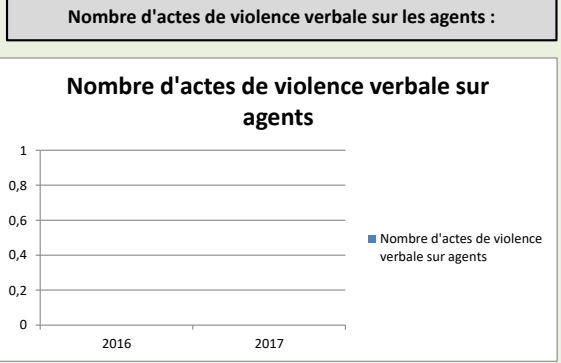 Nombre d'actes de violence verbale sur les agents :
Nombre d'actes de violence verbale sur
agents
1
0,8
0,6
0,4
0,2
0
2016
2017
Nombre d'actes de violence
verbale sur agents